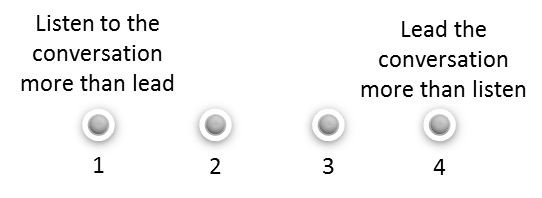 Listen to the
conversation
more than lead
Lead the
conversation
more than listen
1
2
3
4